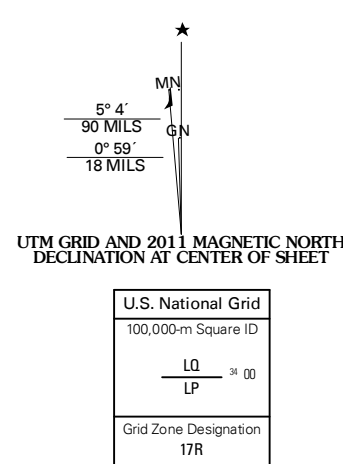 MN
5° 4´
90 MILS
GN
0° 59´
18 MILS
UTM GRID AND 2011 MAGNETIC NORTH
DECLINATION AT CENTER OF SHEET
U.S. National Grid
100,000-m Square ID
LQ
34 00
LP
Grid Zone Designation
17R